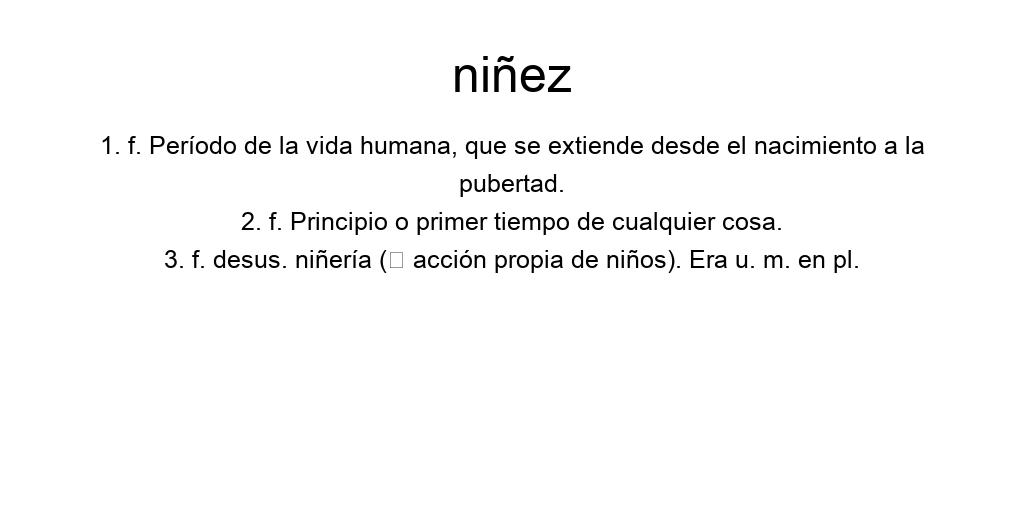 niñez
1. f. Período de la vida humana, que se extiende desde el nacimiento a la
pubertad.
2. f. Principio o primer tiempo de cualquier cosa.
3. f. desus. niñería (□ acción propia de niños). Era u. m. en pl.